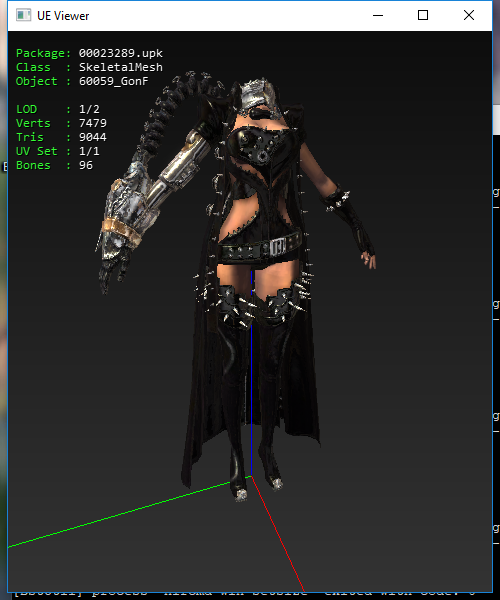 UE Viewer
Package: 00023289.upk
Class : SkeletalMesh
Object : 60059_GonF
LOD : 1/2
Verts : 7479
Tris : 9044
UV Set : 1/1
Bones : 96